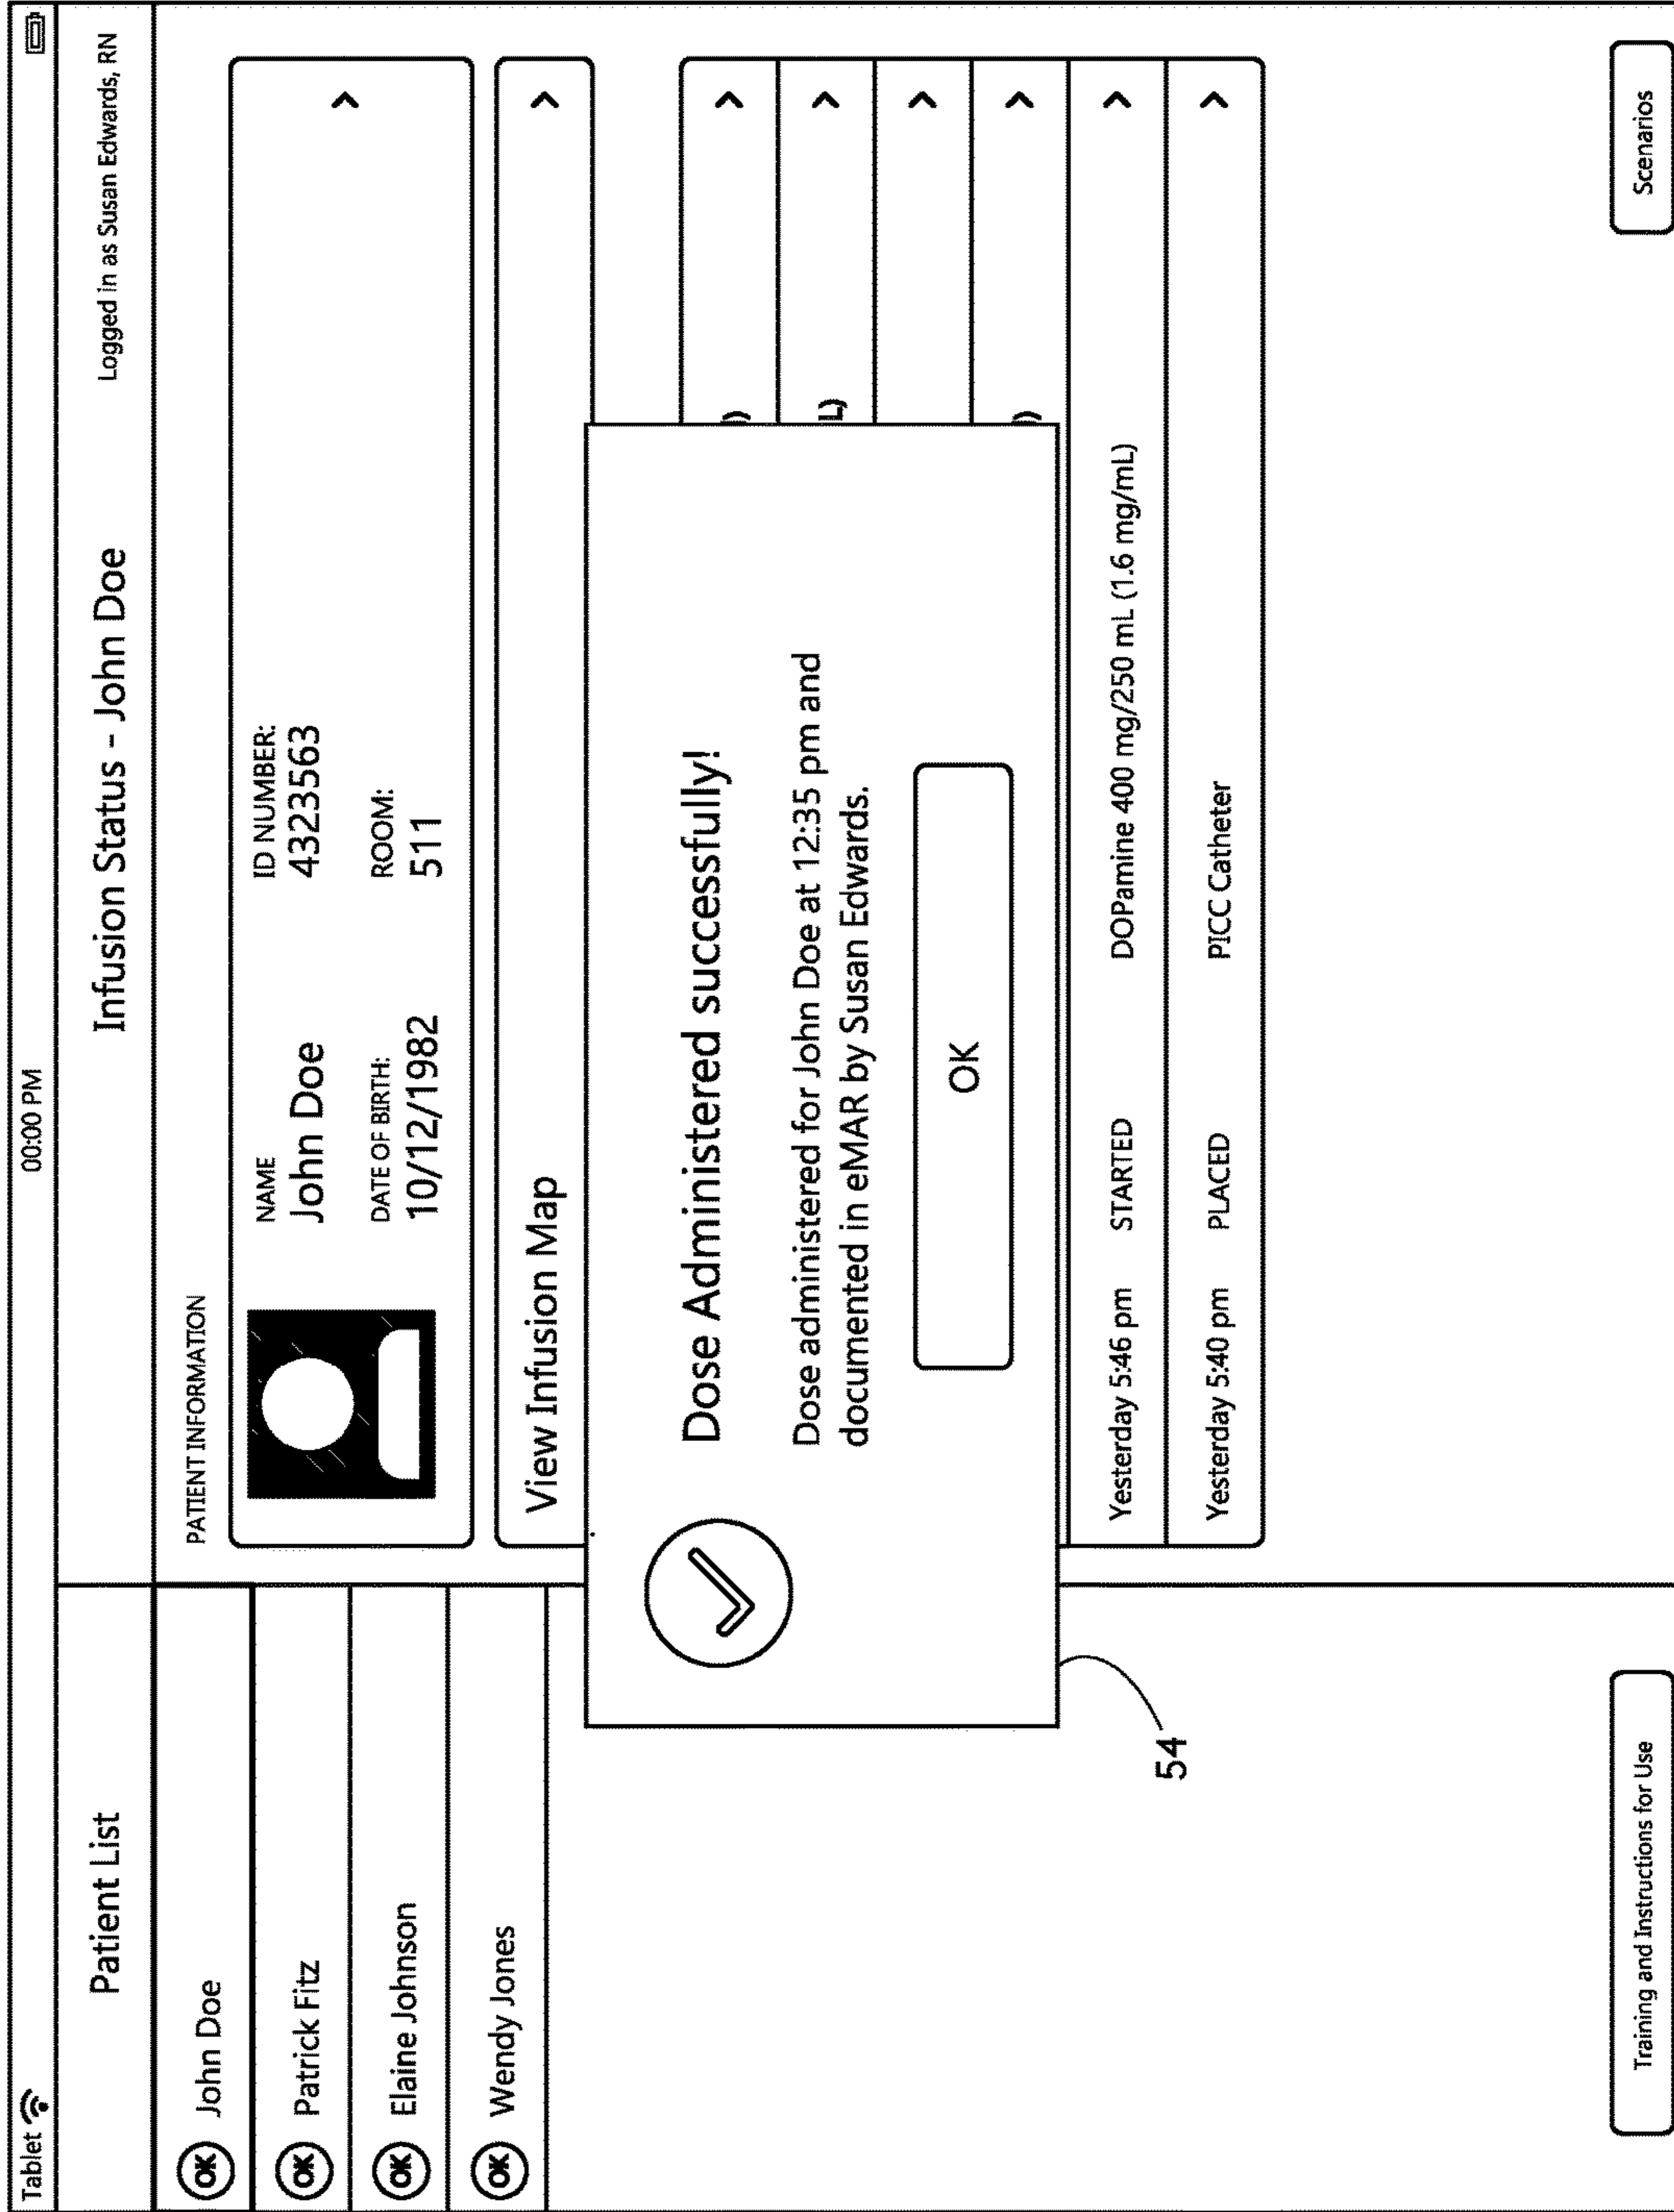 Tablet
00:00 PM
Patient List
Infusion Status - John Doe
Logged in as Susan Edwards, RN
OK John Doe
OK Patrick Fitz
OK Elaine Johnson
OK Wendy Jones
PATIENT INFORMATION
NAME
John Doe
ID NUMBER:
4323563
DATE OF BIRTH:
10/12/1982
ROOM:
511
View Infusion Map
)
L)
)
Dose Administered successfully!
Dose administered for John Doe at 12:35 pm and
documented in eMAR by Susan Edwards.
OK
Yesterday 5:46 pm STARTED DOPamine 400 mg/250 mL (1.6 mg/mL)
Yesterday 5:40 pm PLACED PICC Catheter
54
Training and Instructions for Use
Scenarios